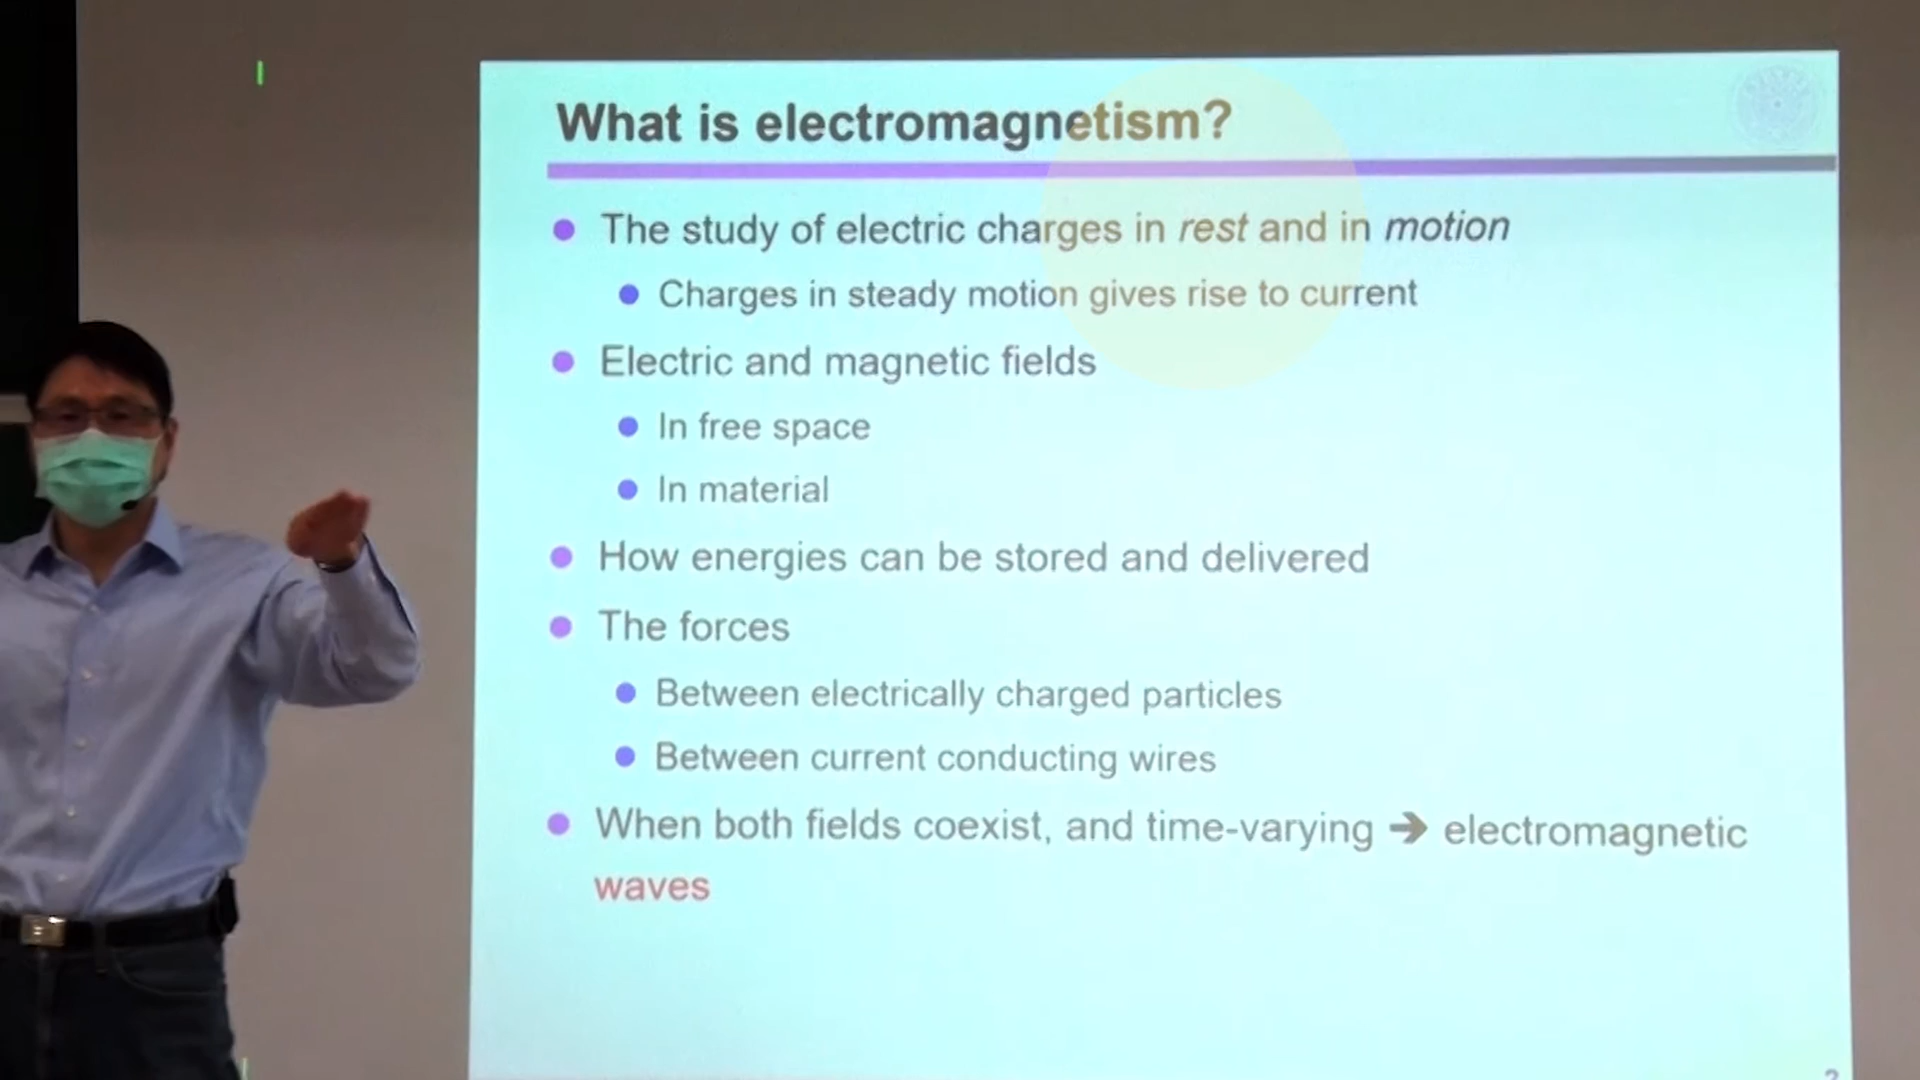 What is electromagnetism?
The study of electric charges in rest and in motion
Charges in steady motion gives rise to current
Electric and magnetic fields
In free space
In material
How energies can be stored and delivered
The forces
Between electrically charged particles
Between current conducting wires
When both fields coexist, and time-varying ➔ electromagnetic
waves